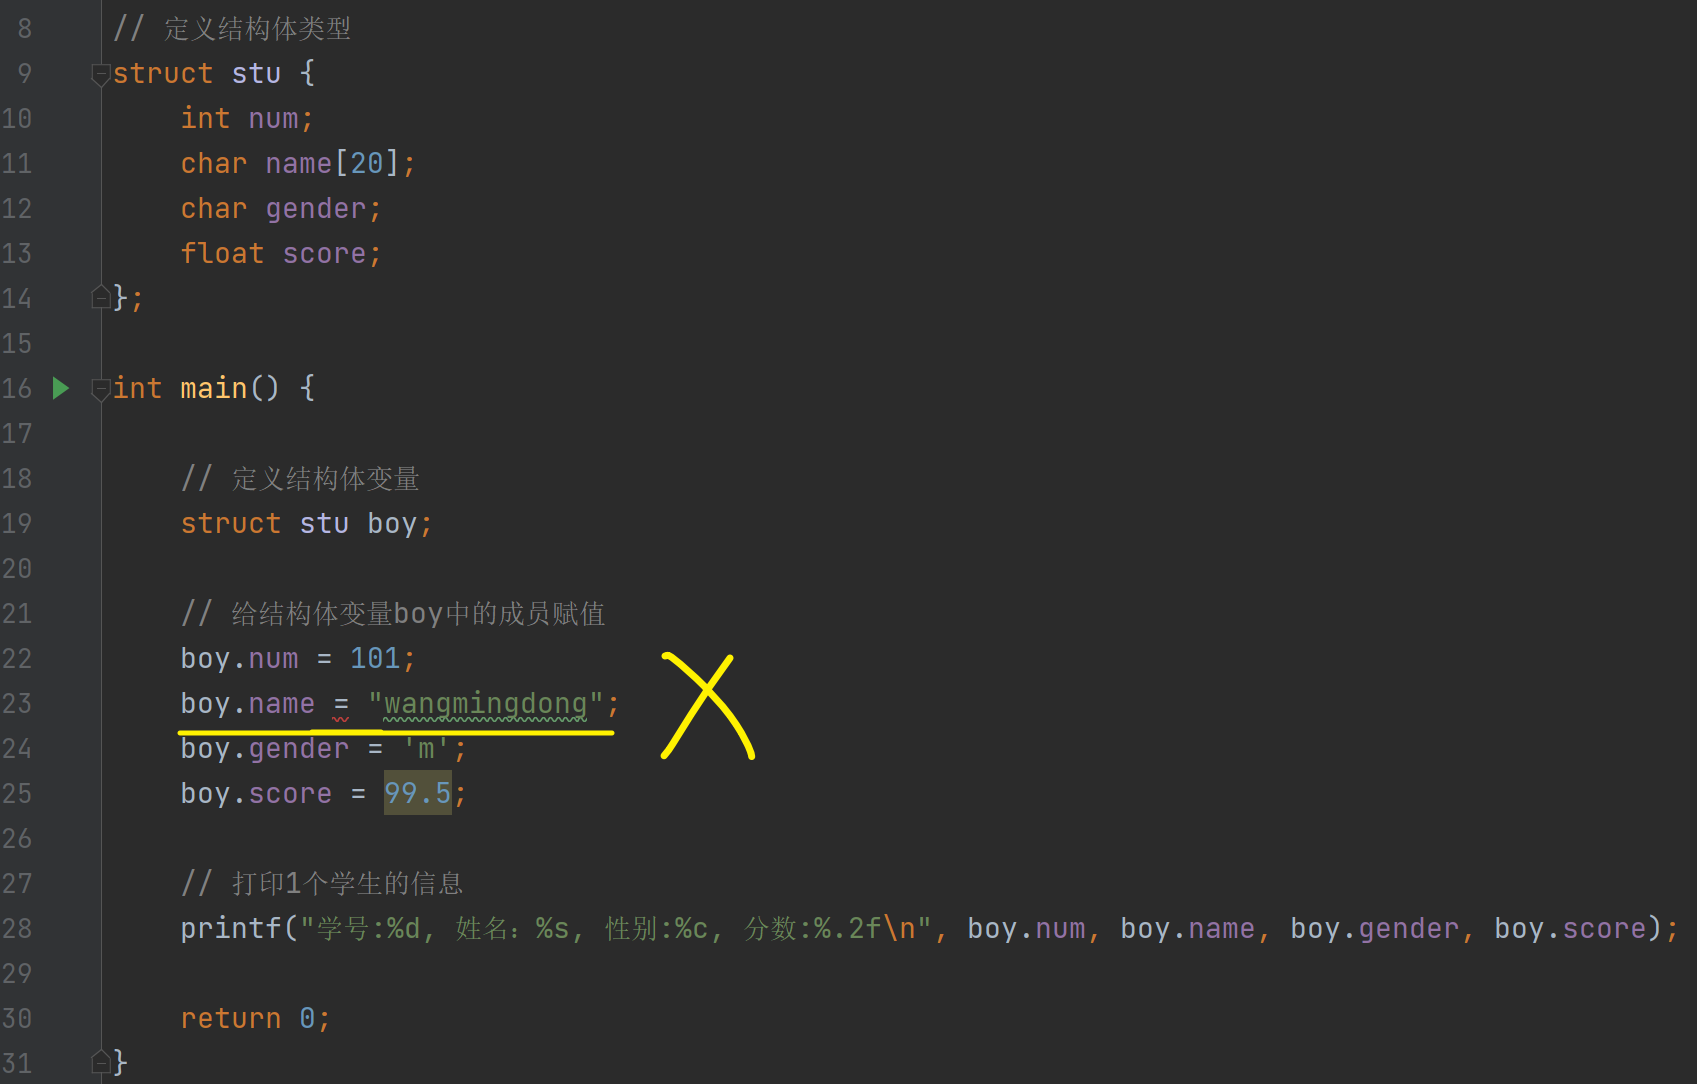 8 // 定义结构体类型
9 struct stu {
10 int num;
11 char name[20];
12 char gender;
13 float score;
14 };
15
16 int main() {
17
18 // 定义结构体变量
19 struct stu boy;
20
21 // 给结构体变量boy中的成员赋值
22 boy.num = 101;
23 boy.name = "wangmingdong";
24 boy.gender = 'm';
25 boy.score = 99.5;
26
27 // 打印1个学生的信息
28 printf("学号:%d, 姓名: %s, 性别:%c, 分数:%.2f\n", boy.num, boy.name, boy.gender, boy.score);
29
30 return 0;
31 }